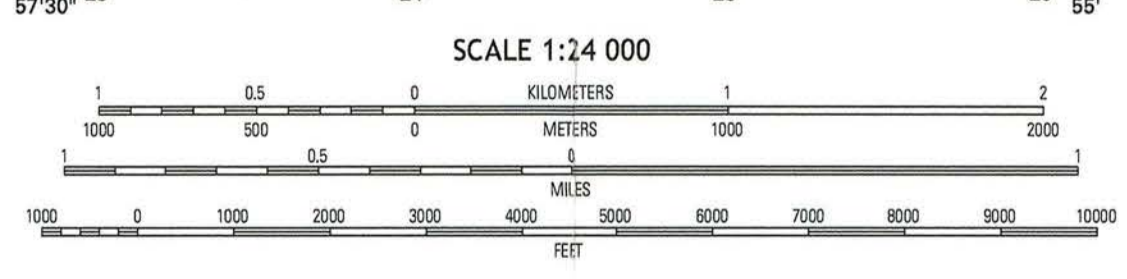 57'30" 55'
SCALE 1:24 000
1 0.5 0 KILOMETERS 1 2
1000 500 0 METERS 1000 2000
1 0.5 0 1
MILES
1000 0 1000 2000 3000 4000 5000 6000 7000 8000 9000 10000
FEET